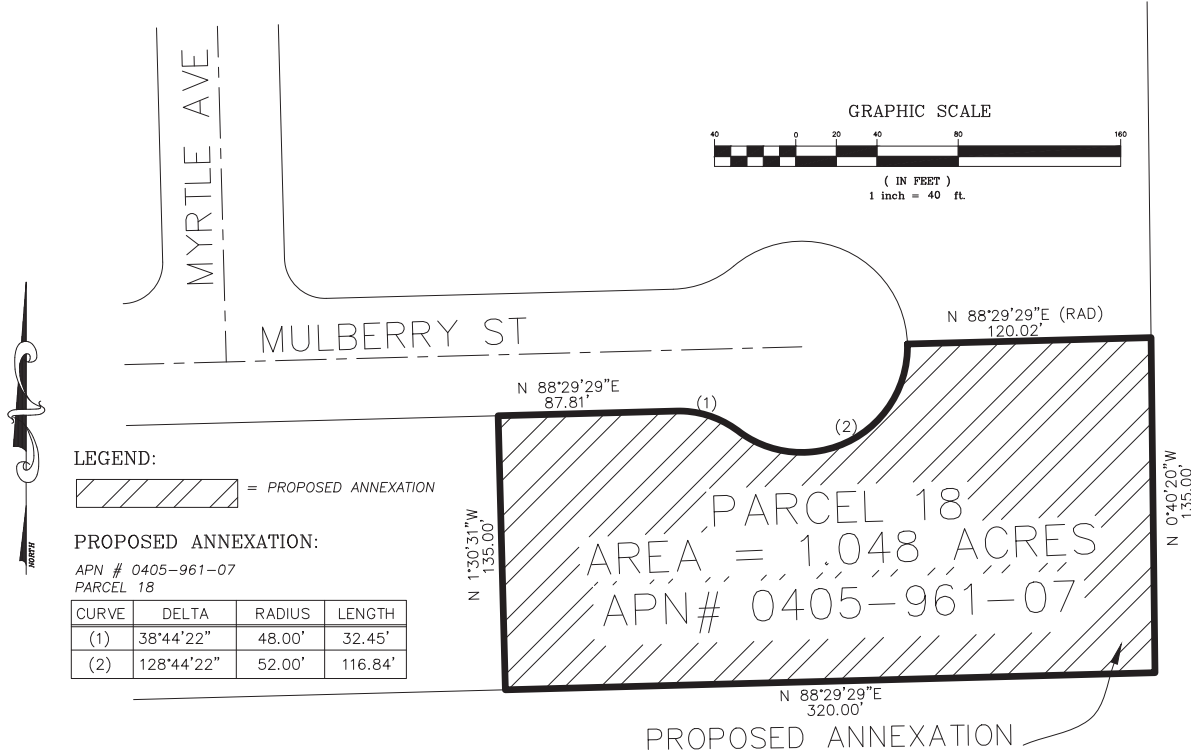 MYRTLE AVE
GRAPHIC SCALE
40 0 20 40 80 160
( IN FEET )
1 inch = 40 ft.
MULBERRY ST
N 88°29'29"E (RAD)
120.02'
N 88°29'29"E
87.81'
(1)
(2)
NORTH
LEGEND:
= PROPOSED ANNEXATION
PROPOSED ANNEXATION:
APN # 0405-961-07
PARCEL 18
CURVE DELTA RADIUS LENGTH
(1) 38°44'22" 48.00' 32.45'
(2) 128°44'22" 52.00' 116.84'
N 1°30'31"W
135.00'
PARCEL 18
AREA = 1.048 ACRES
APN# 0405-961-07
N 0°40'20"W
135.00'
N 88°29'29"E
320.00'
PROPOSED ANNEXATION